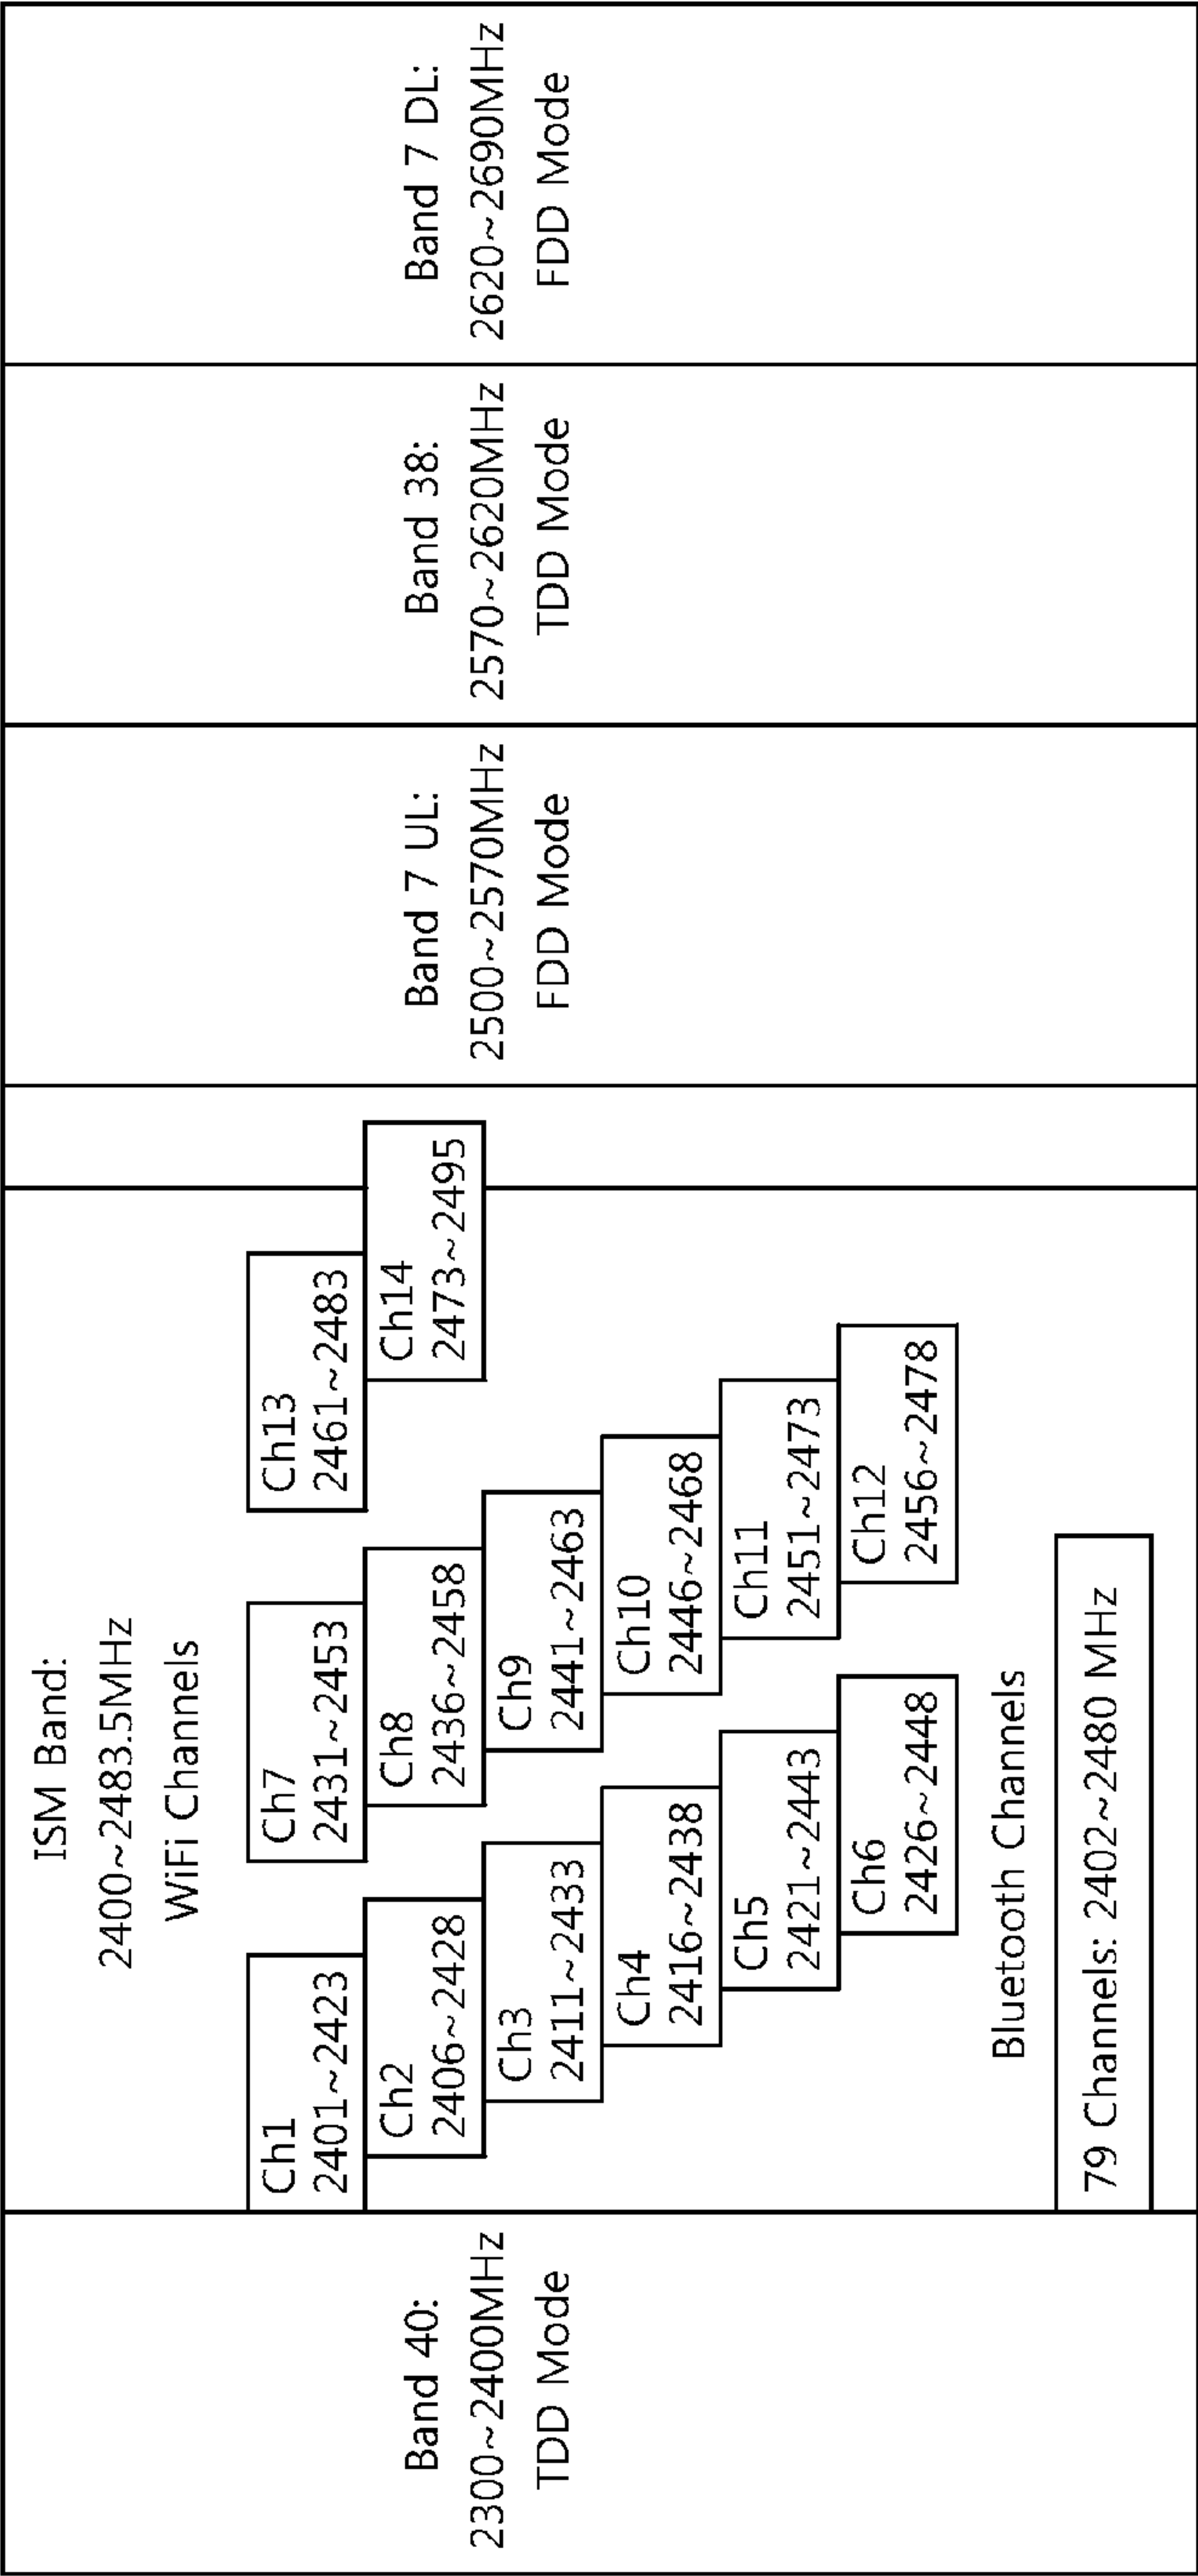 Band 40:
2300~2400MHz
TDD Mode
ISM Band:
2400~2483.5MHz
WiFi Channels
Ch1
2401~2423
Ch2
2406~2428
Ch3
2411~2433
Ch4
2416~2438
Ch5
2421~2443
Ch6
2426~2448
Ch7
2431~2453
Ch8
2436~2458
Ch9
2441~2463
Ch10
2446~2468
Ch11
2451~2473
Ch12
2456~2478
Ch13
2461~2483
Ch14
2473~2495
Bluetooth Channels
79 Channels: 2402~2480 MHz
Band 7 UL:
2500~2570MHz
FDD Mode
Band 38:
2570~2620MHz
TDD Mode
Band 7 DL:
2620~2690MHz
FDD Mode